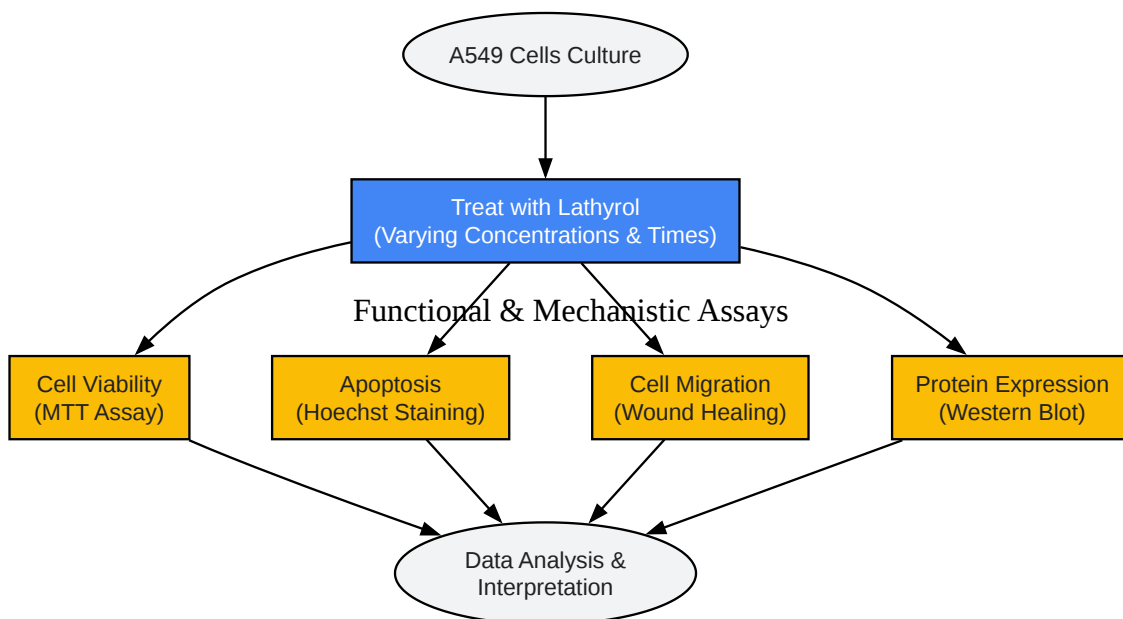 A549 Cells Culture
Treat with Lathyrol
(Varying Concentrations & Times)
Functional & Mechanistic Assays
Cell Viability
(MTT Assay)
Apoptosis
(Hoechst Staining)
Cell Migration
(Wound Healing)
Protein Expression
(Western Blot)
Data Analysis &
Interpretation